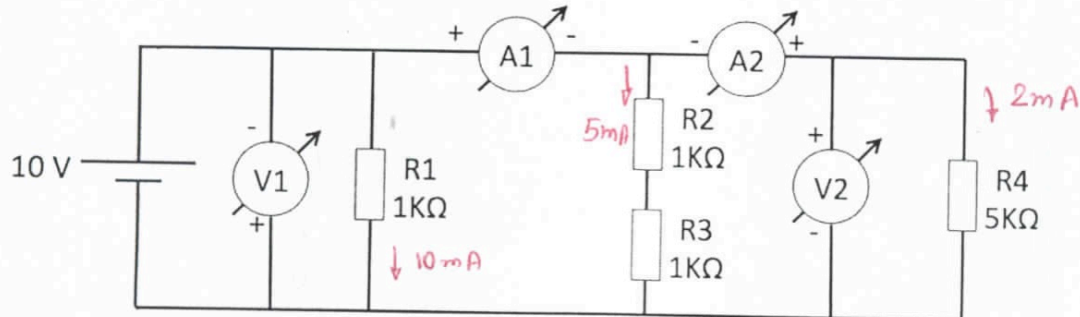 + A1 -
- A2 +
2mA
5mA
R2
1KΩ
+
-
10 V
V1
R1
1KΩ
V2
R4
5KΩ
+
-
R3
1KΩ
10mA